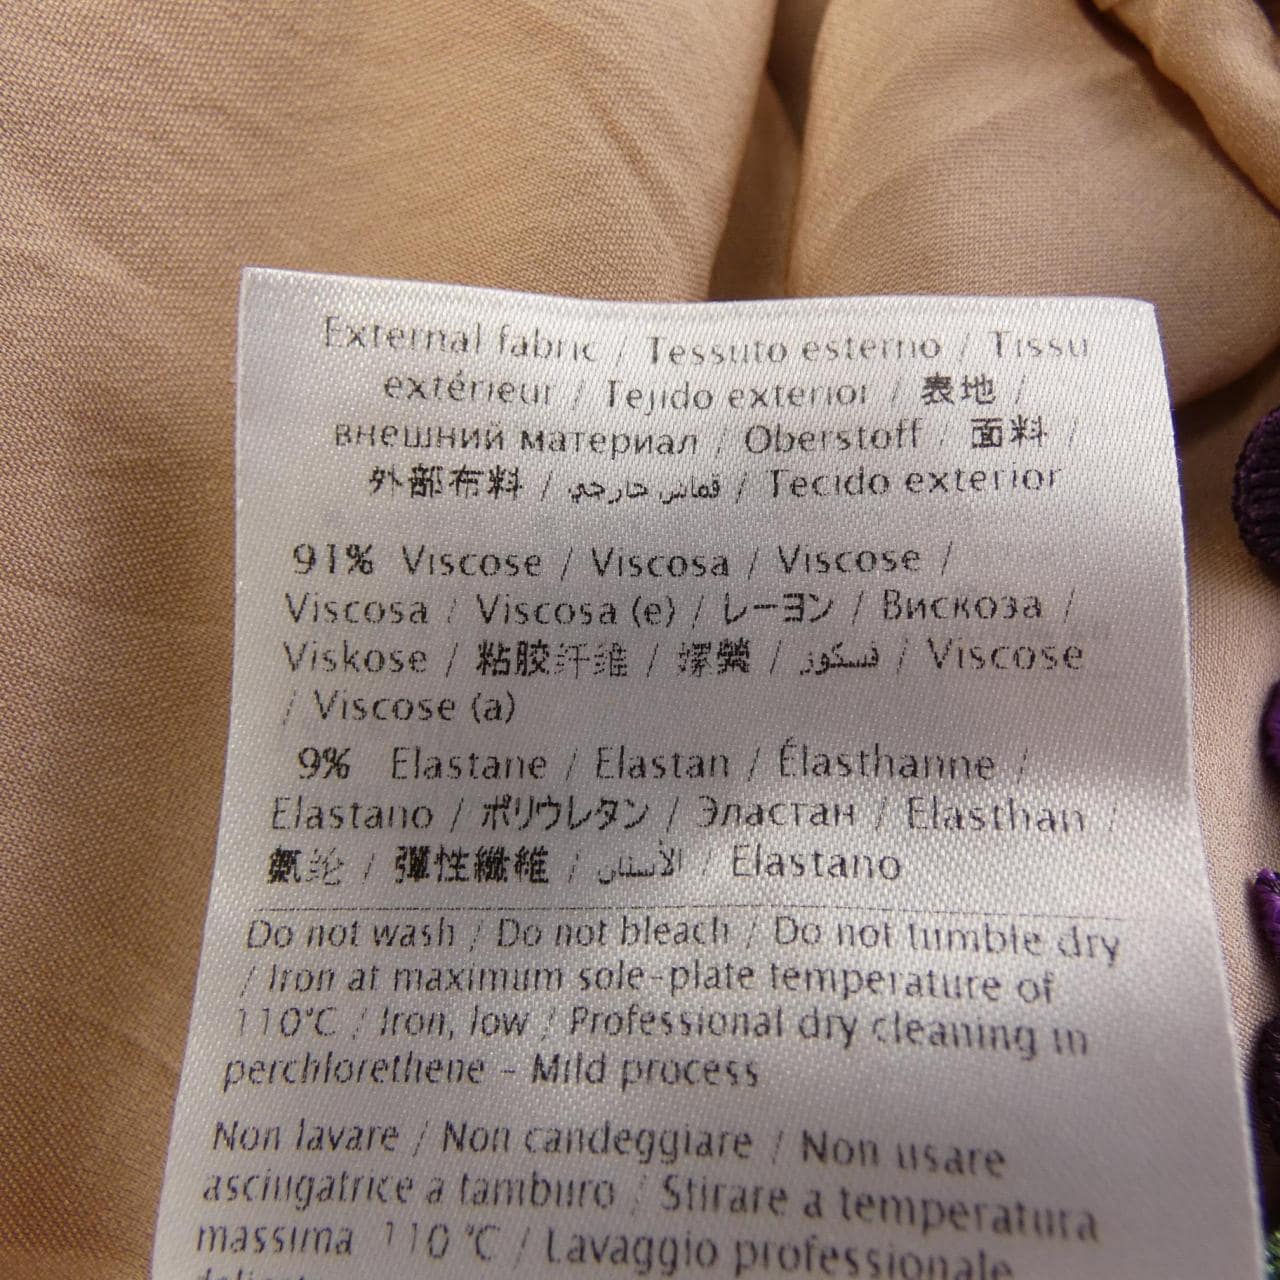 External fabric / Tessuto esterno / Tissu
extérieur / Tejido exterior / 表地 /
внешний материал / Oberstoff / 面料 /
外部布料 / قماش خارجي / Tecido exterior
91% Viscose / Viscosa / Viscose /
Viscosa / Viscosa (e) / レーヨン / Вискоза /
Viskose / 粘胶纤维 / 嫘縈 / فسكوز / Viscose
/ Viscose (a)
9% Elastane / Elastan / Élasthanne /
Elastano / ポリウレタン / Эластан / Elasthan /
氨纶 / 彈性纖維 / الأستان / Elastano
Do not wash / Do not bleach / Do not tumble dry
/ Iron at maximum sole-plate temperature of
110°C / Iron, low / Professional dry cleaning in
perchlorethene - Mild process
Non lavare / Non candeggiare / Non usare
asciugatrice a tamburo / Stirare a temperatura
massima 110 °C / Lavaggio professionale